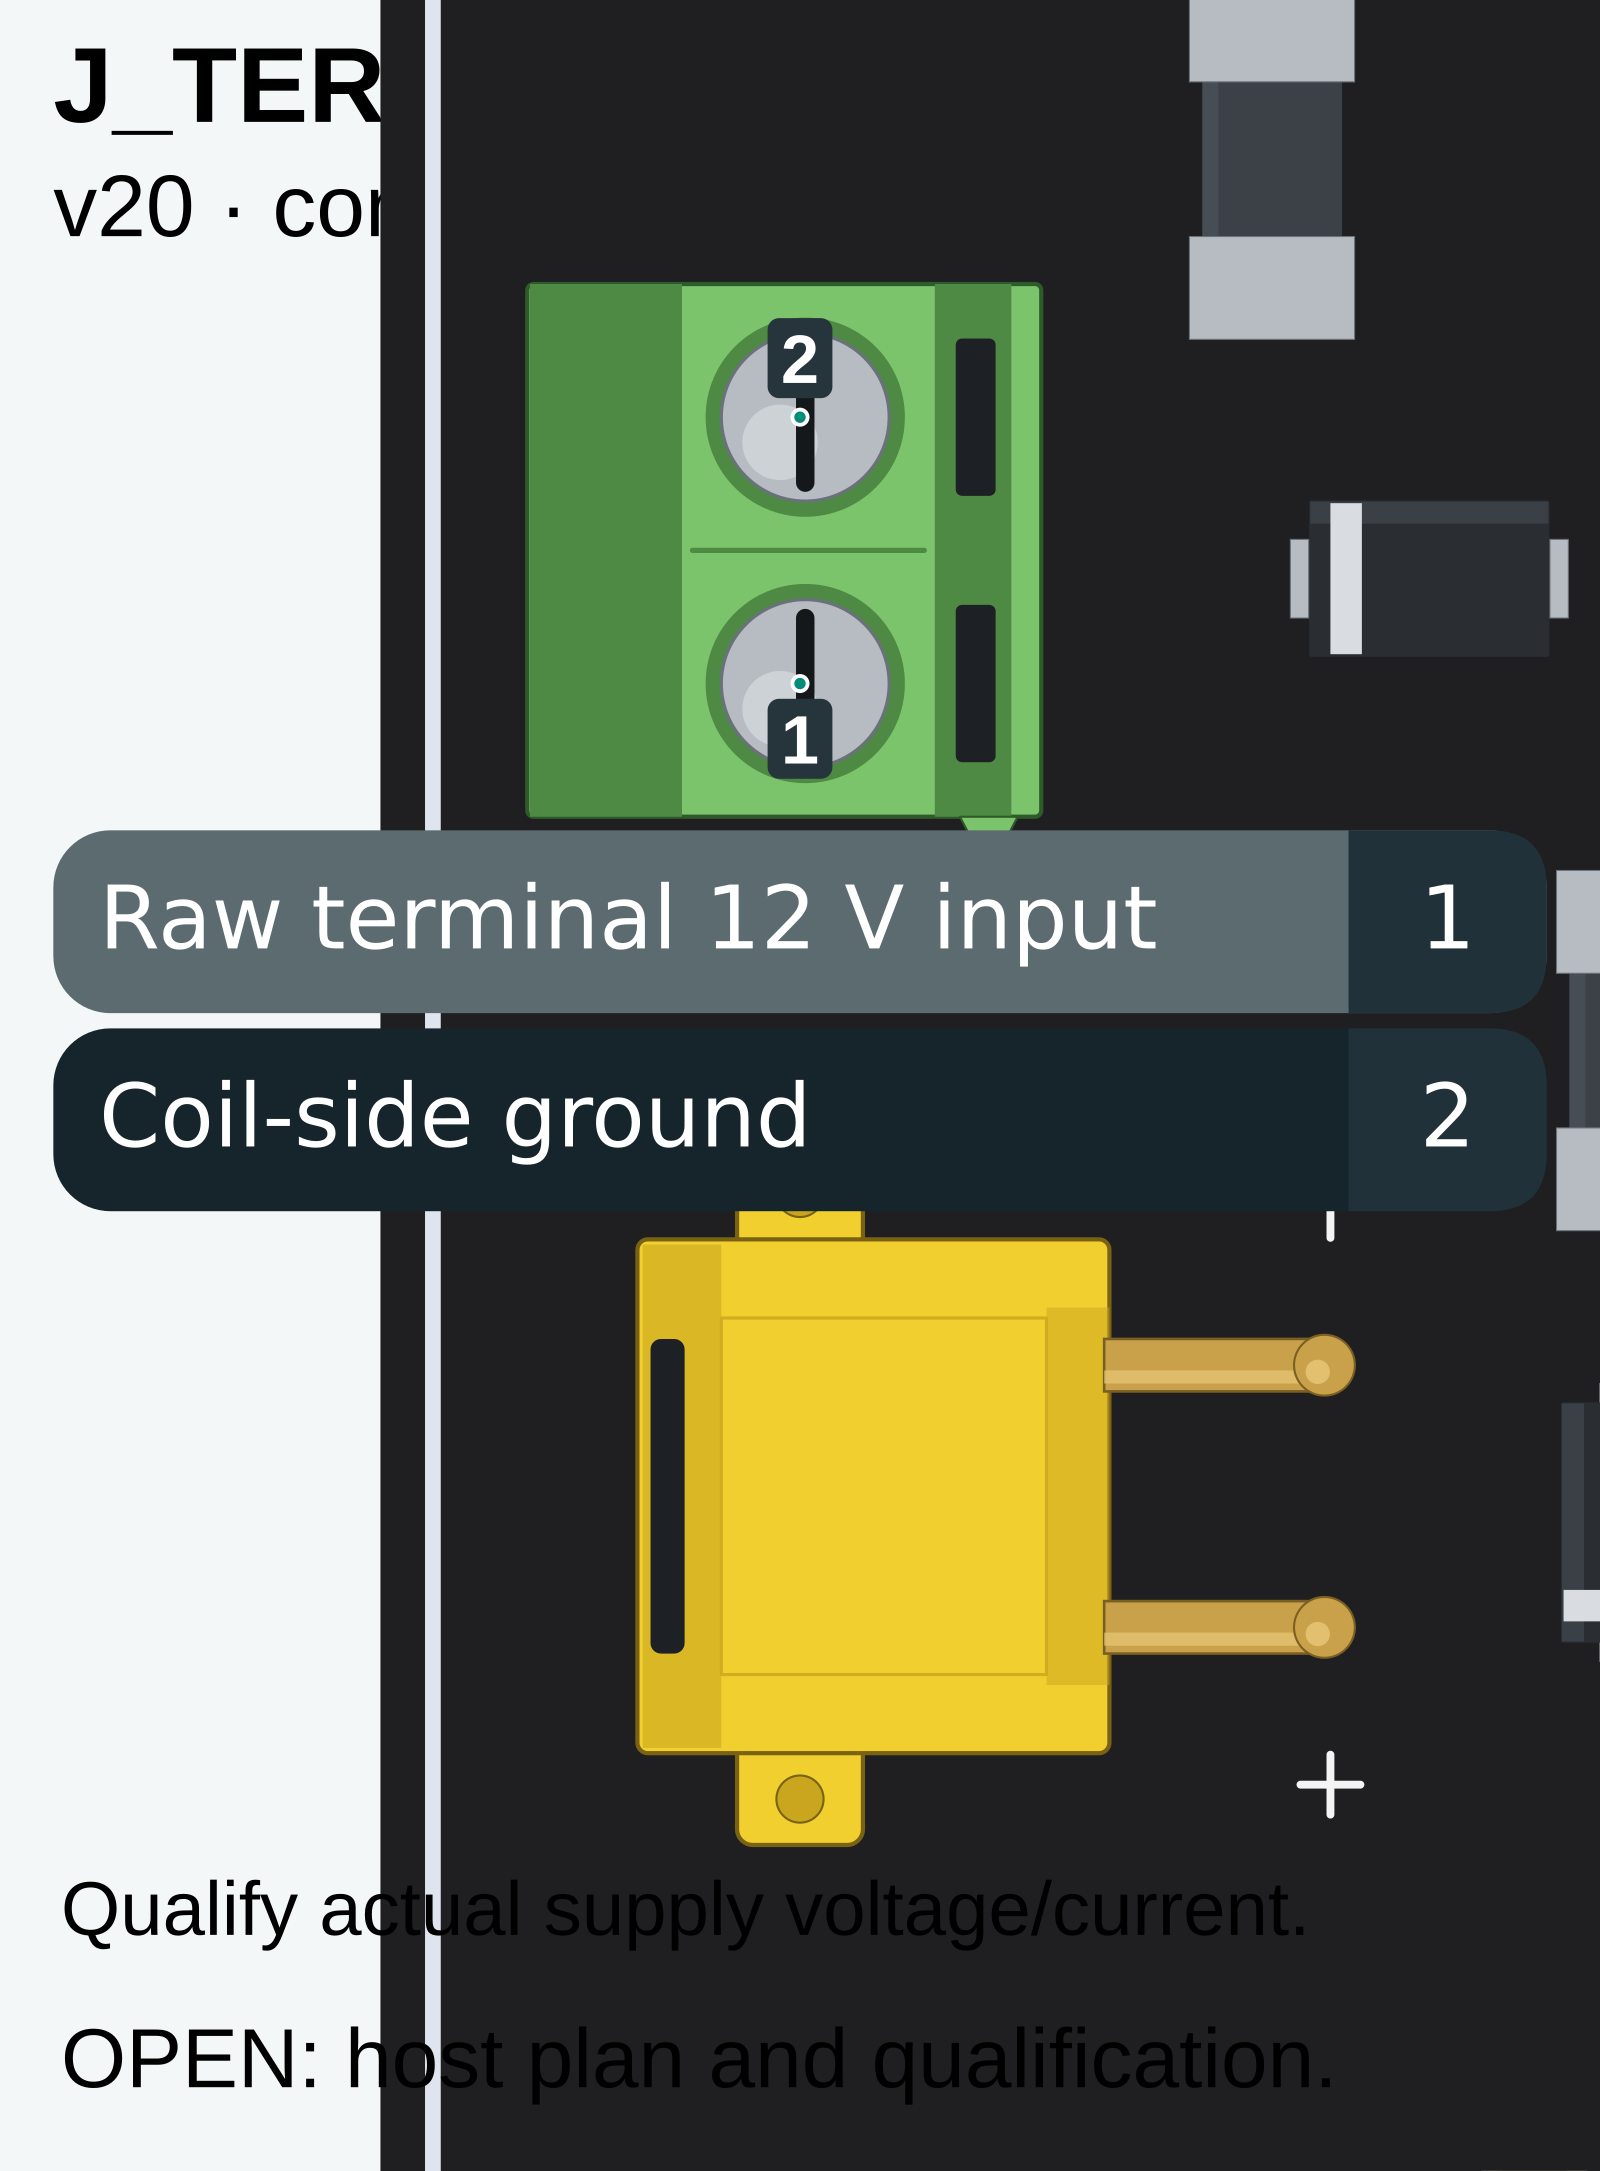 J_TER
v20 · cor
2
1
Raw terminal 12 V input 1
Coil-side ground 2
Qualify actual supply voltage/current.
OPEN: host plan and qualification.